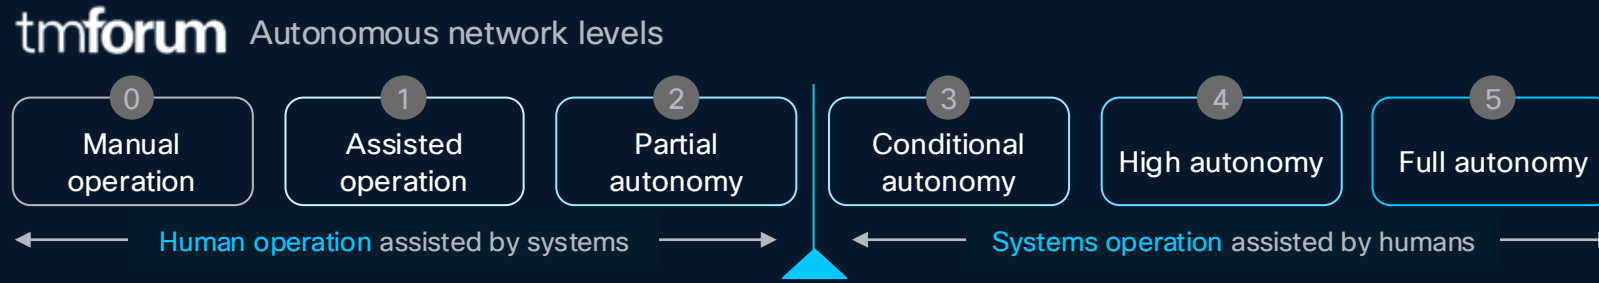 tmforum Autonomous network levels
0
Manual
operation
1
Assisted
operation
2
Partial
autonomy
3
Conditional
autonomy
4
High autonomy
5
Full autonomy
Human operation assisted by systems
Systems operation assisted by humans